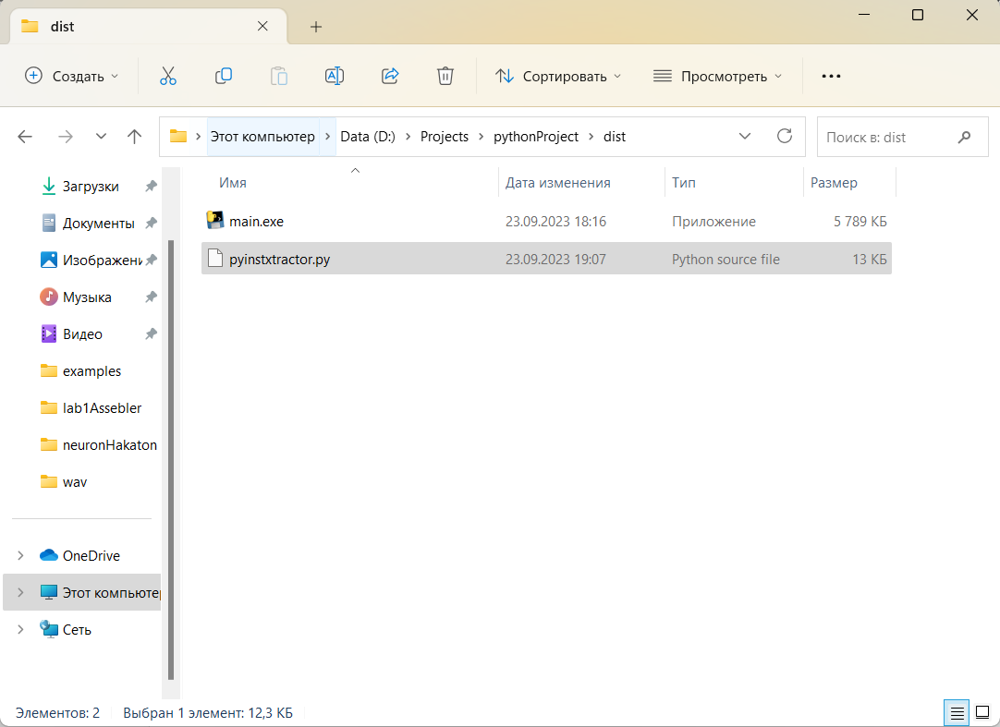 dist
Создать
Сортировать
Просмотреть
Этот компьютер
Data (D:)
Projects
pythonProject
dist
Поиск в: dist
Загрузки
Документы
Изображени
Музыка
Видео
examples
lab1Assebler
neuronHakaton
wav
OneDrive
Этот компьютер
Сеть
Имя Дата изменения Тип Размер
main.exe 23.09.2023 18:16 Приложение 5 789 КБ
pyinstxtractor.py 23.09.2023 19:07 Python source file 13 КБ
Элементов: 2 Выбран 1 элемент: 12,3 КБ